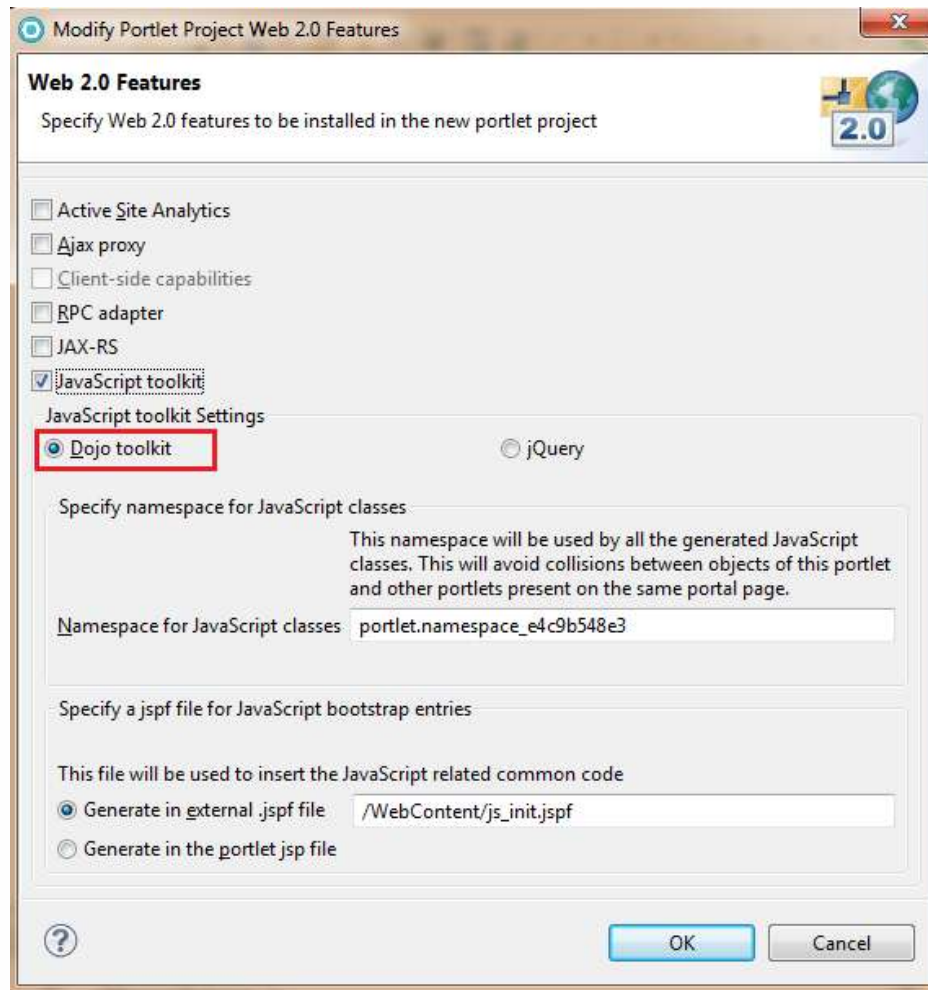 Modify Portlet Project Web 2.0 Features
Web 2.0 Features
Specify Web 2.0 features to be installed in the new portlet project
2.0
Active Site Analytics
Ajax proxy
Client-side capabilities
RPC adapter
JAX-RS
JavaScript toolkit
JavaScript toolkit Settings
Dojo toolkit jQuery
Specify namespace for JavaScript classes
This namespace will be used by all the generated JavaScript
classes. This will avoid collisions between objects of this portlet
and other portlets present on the same portal page.
Namespace for JavaScript classes portlet.namespace_e4c9b548e3
Specify a jspf file for JavaScript bootstrap entries
This file will be used to insert the JavaScript related common code
Generate in external .jspf file /WebContent/js_init.jspf
Generate in the portlet jsp file
? OK Cancel